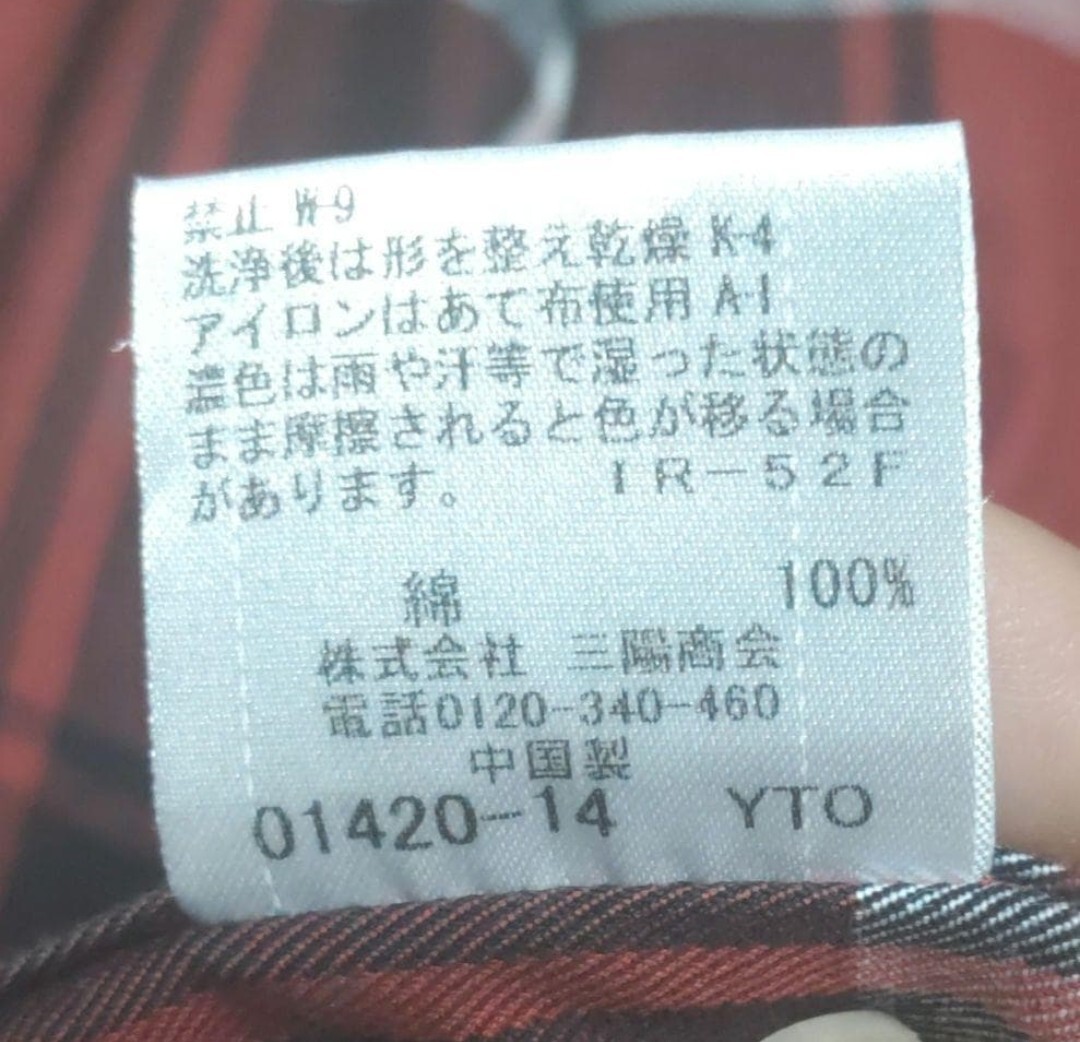 禁止 W-9
洗浄後は形を整え乾燥 K-4
アイロンはあて布使用 A-1
濃色は雨や汗等で湿った状態の
まま摩擦されると色が移る場合
があります。 IR-52F
綿 100%
株式会社 三陽商会
電話0120-340-460
中国製
01420-14 YTO